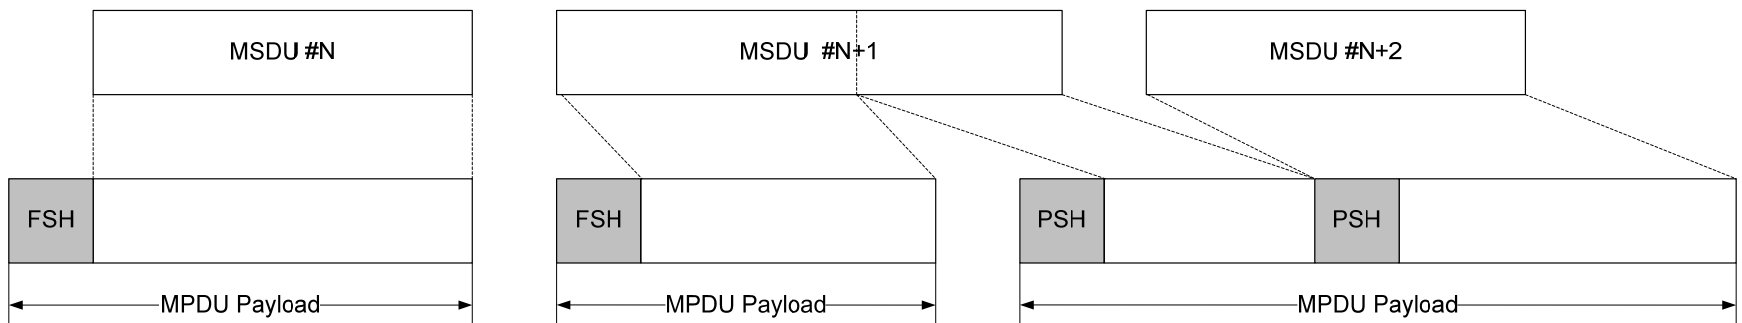 MSDU #N
MSDU #N+1
MSDU #N+2
FSH
FSH
PSH
PSH
MPDU Payload
MPDU Payload
MPDU Payload